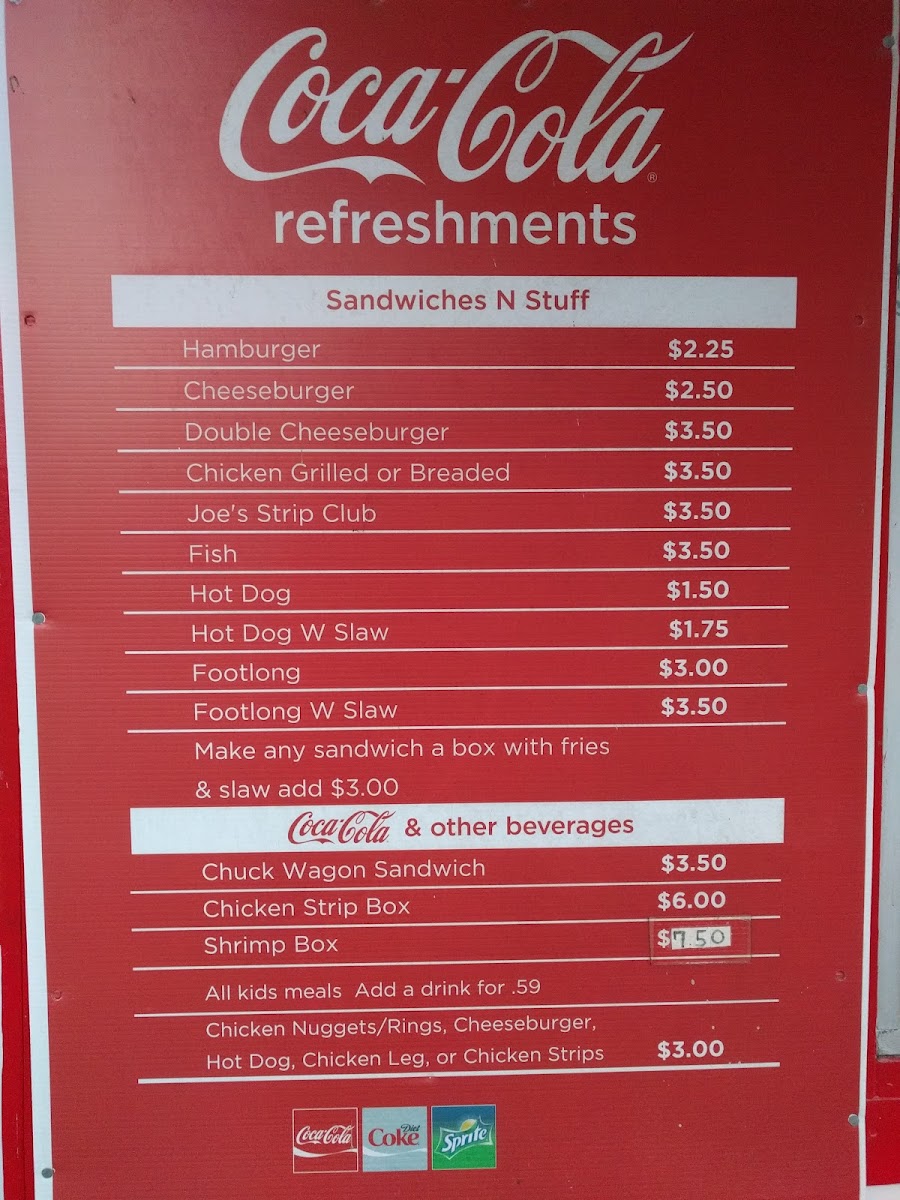 Coca-Cola®
refreshments
Sandwiches N Stuff
Hamburger $2.25
Cheeseburger $2.50
Double Cheeseburger $3.50
Chicken Grilled or Breaded $3.50
Joe's Strip Club $3.50
Fish $3.50
Hot Dog $1.50
Hot Dog W Slaw $1.75
Footlong $3.00
Footlong W Slaw $3.50
Make any sandwich a box with fries
& slaw add $3.00
Coca-Cola & other beverages
Chuck Wagon Sandwich $3.50
Chicken Strip Box $6.00
Shrimp Box $7.50
All kids meals Add a drink for .59
Chicken Nuggets/Rings, Cheeseburger,
Hot Dog, Chicken Leg, or Chicken Strips $3.00
Coca-Cola Diet Coke Sprite